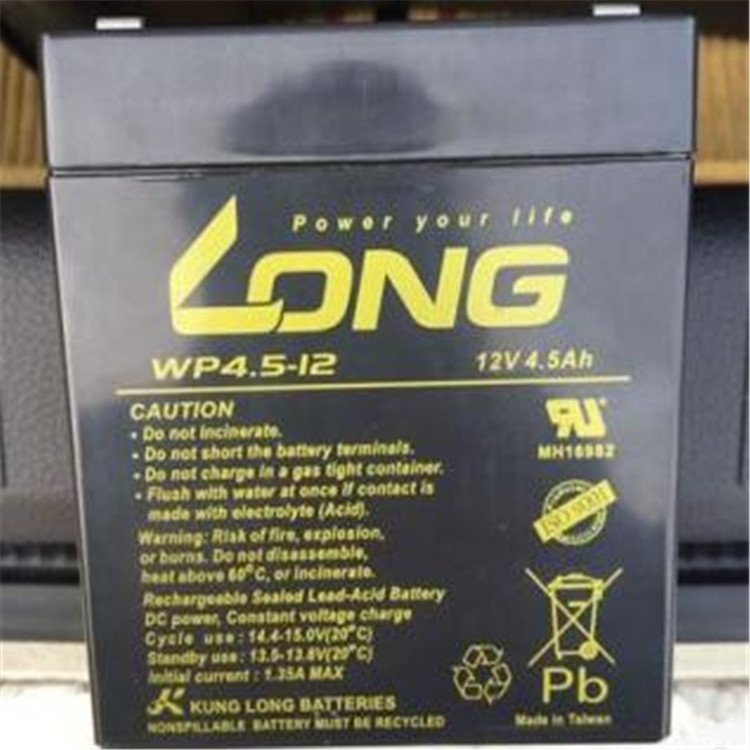 Power your life
LONG
WP4.5-12 12V 4.5Ah
CAUTION
• Do not incinerate.
• Do not short the battery terminals.
• Do not charge in a gas tight container.
• Flush with water at once if contact is
made with electrolyte (Acid).
Warning: Risk of fire, explosion,
or burns. Do not disassemble,
heat above 60°C, or incinerate.
Rechargeable Sealed Lead-Acid Battery
DC power, Constant voltage charge
Cycle use : 14.4-15.0V(20°C)
Standby use : 13.5-13.8V(20°C)
Initial current : 1.35A MAX
KUNG LONG BATTERIES
NONSPILLABLE BATTERY MUST BE RECYCLED
MH16982
ISO 9001
Pb
Made in Taiwan